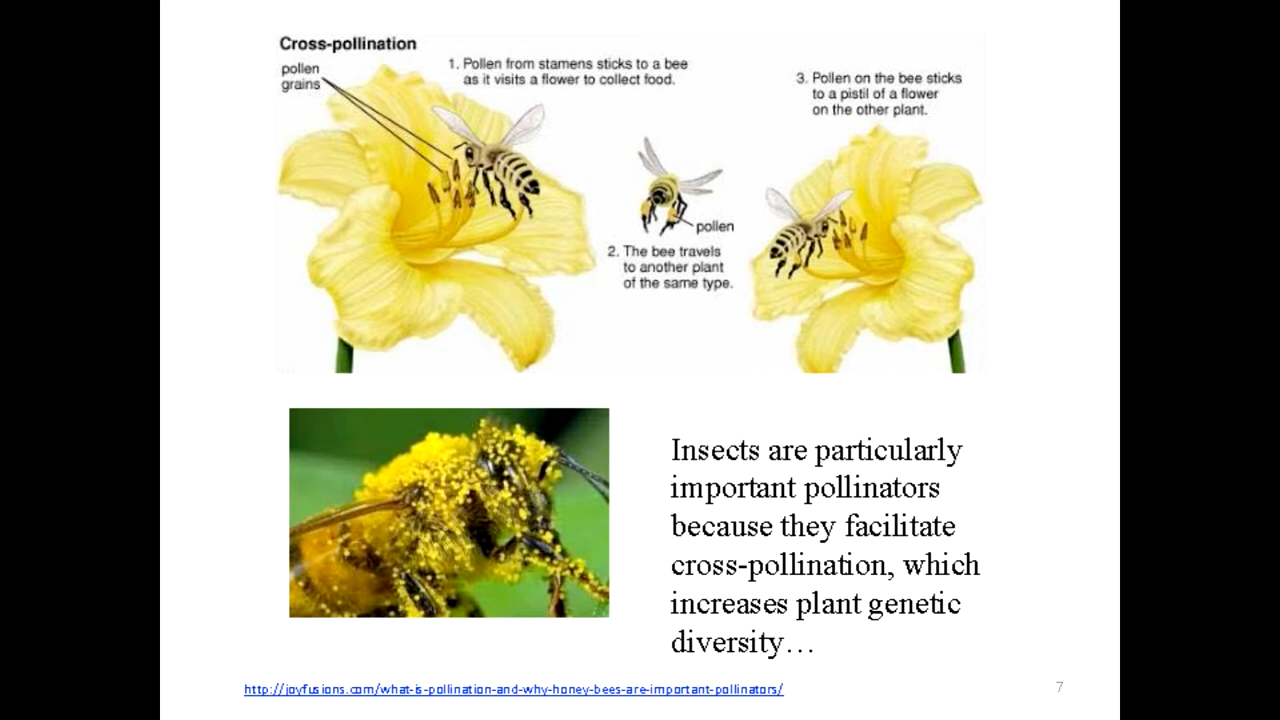 Cross-pollination
pollen
grains
1. Pollen from stamens sticks to a bee
as it visits a flower to collect food.
3. Pollen on the bee sticks
to a pistil of a flower
on the other plant.
pollen
2. The bee travels
to another plant
of the same type.
Insects are particularly
important pollinators
because they facilitate
cross-pollination, which
increases plant genetic
diversity…
http://joyfusions.com/what-is-pollination-and-why-honey-bees-are-important-pollinators/
7